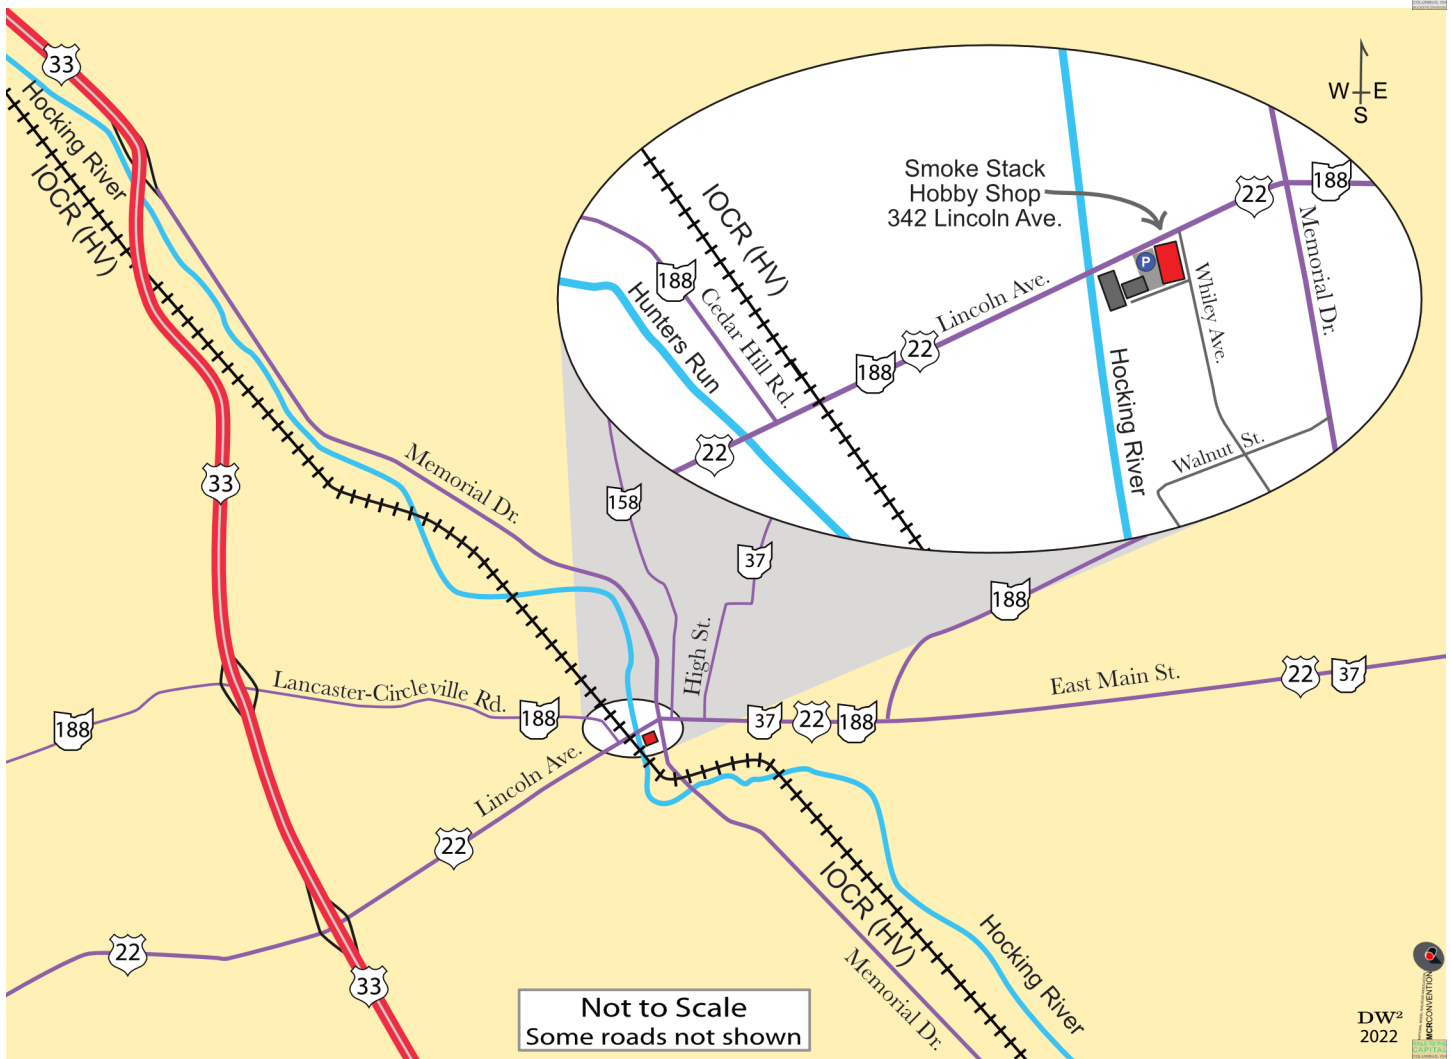 33
Hocking River
IOCR (HV)
Smoke Stack
Hobby Shop
342 Lincoln Ave.
W E
S
188
22
Memorial Dr.
IOCR (HV)
188
Cedar Hill Rd.
Hunters Run
Lincoln Ave.
P
Whiley Ave.
22
188
22
Hocking River
Walnut St.
33
Memorial Dr.
158
37
188
High St.
Lancaster-Circleville Rd.
188
188
East Main St.
22
37
37
22
188
Lincoln Ave.
22
22
33
IOCR (HV)
Memorial Dr.
Hocking River
Not to Scale
Some roads not shown
DW²
2022
MCRCONVENTION
CAPITAL